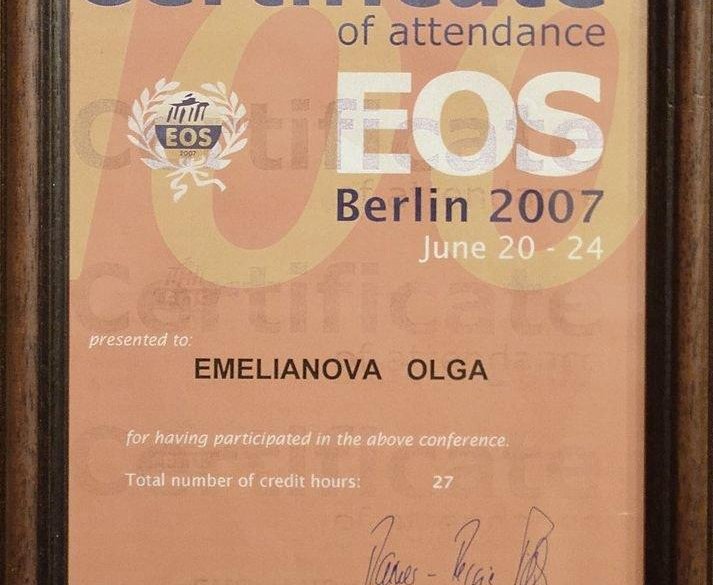 Certificate
of attendance
EOS
EOS
2007
Berlin 2007
June 20 - 24
presented to:
EMELIANOVA OLGA
for having participated in the above conference.
Total number of credit hours: 27